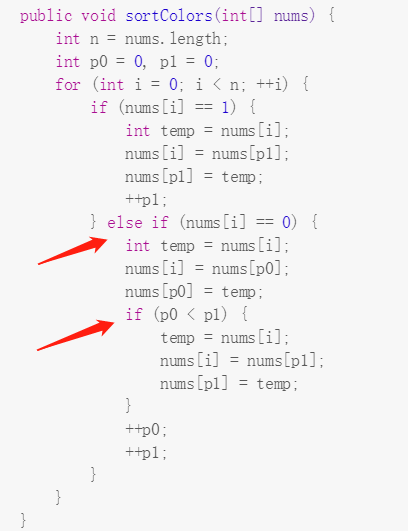 public void sortColors(int[] nums) {
    int n = nums.length;
    int p0 = 0, p1 = 0;
    for (int i = 0; i < n; ++i) {
        if (nums[i] == 1) {
            int temp = nums[i];
            nums[i] = nums[p1];
            nums[p1] = temp;
            ++p1;
        } else if (nums[i] == 0) {
            int temp = nums[i];
            nums[i] = nums[p0];
            nums[p0] = temp;
            if (p0 < p1) {
                temp = nums[i];
                nums[i] = nums[p1];
                nums[p1] = temp;
            }
            ++p0;
            ++p1;
        }
    }
}